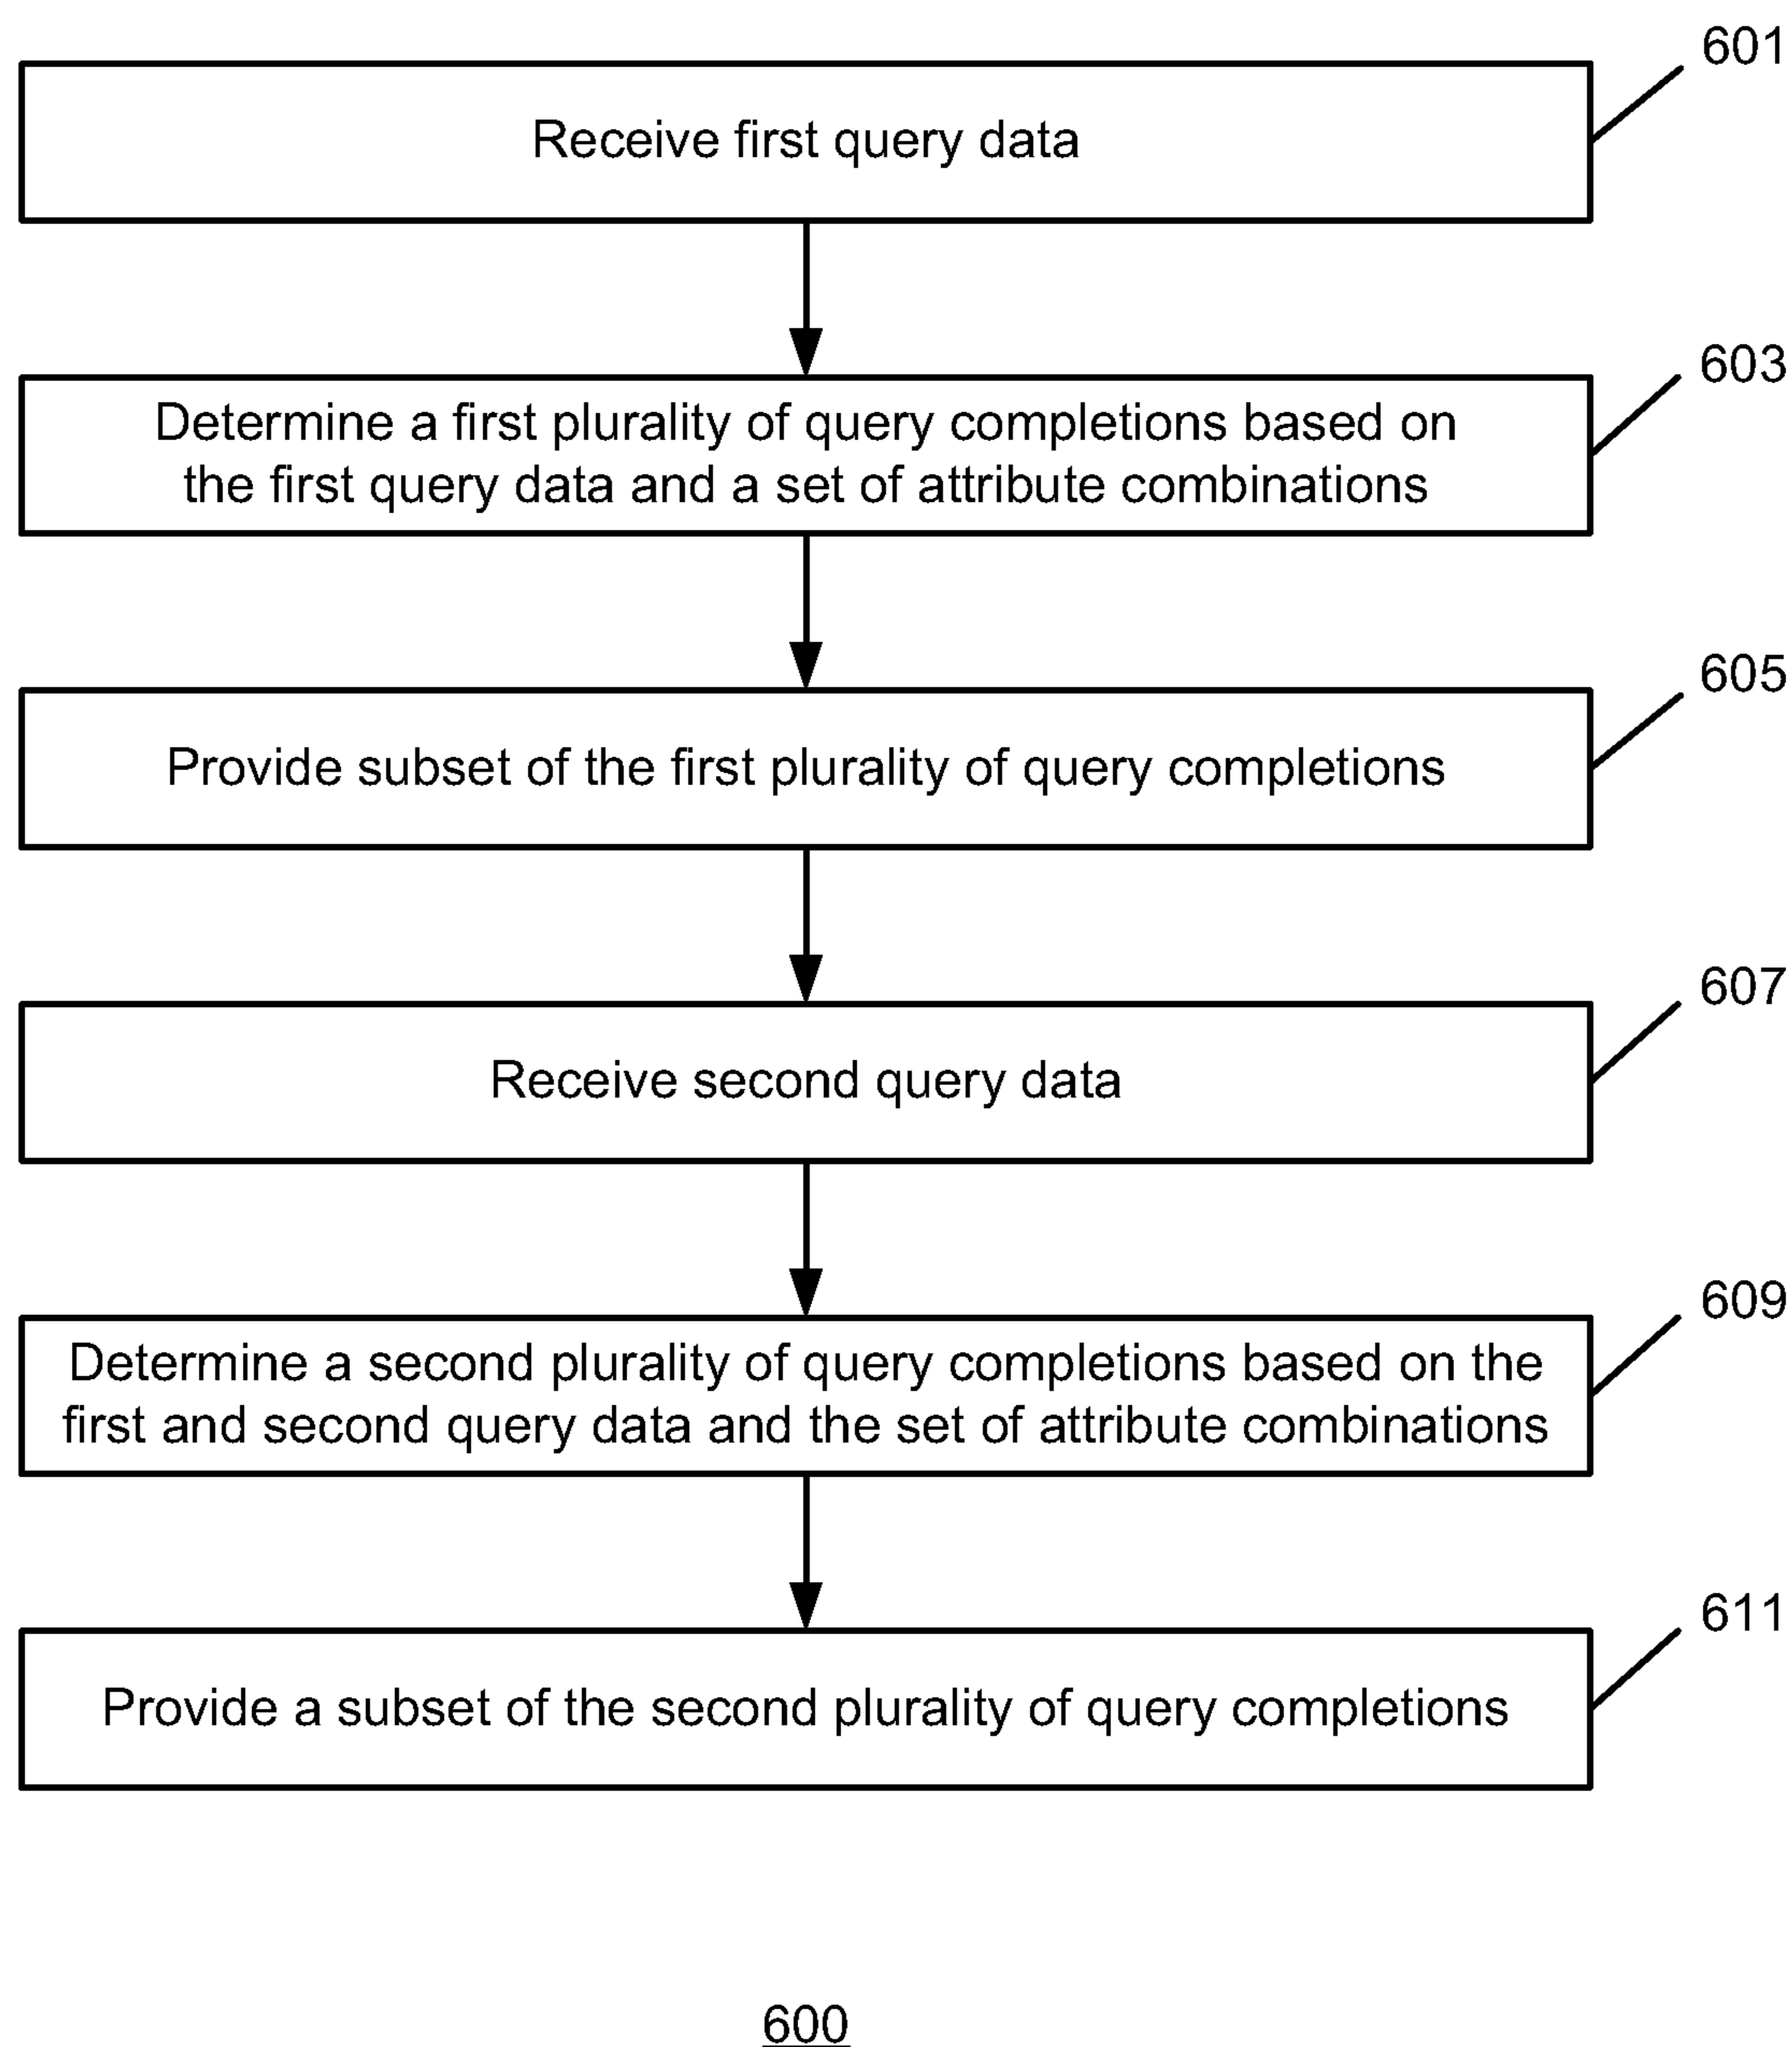 601
Receive first query data
603
Determine a first plurality of query completions based on
the first query data and a set of attribute combinations
605
Provide subset of the first plurality of query completions
607
Receive second query data
609
Determine a second plurality of query completions based on the
first and second query data and the set of attribute combinations
611
Provide a subset of the second plurality of query completions
600